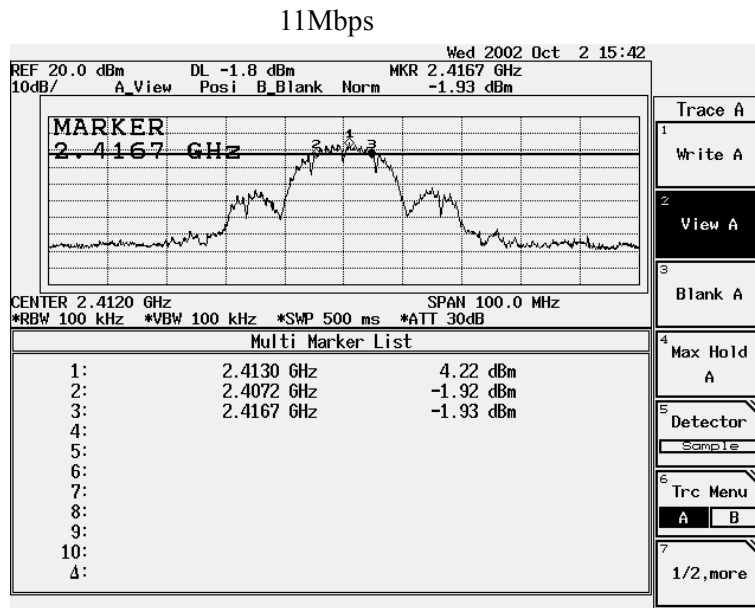 11Mbps
Wed 2002 Oct 2 15:42
REF 20.0 dBm DL -1.8 dBm MKR 2.4167 GHz
10dB/ A_View Posi B_Blank Norm -1.93 dBm
MARKER
2.4167 GHz
1
2 3
CENTER 2.4120 GHz SPAN 100.0 MHz
*RBW 100 kHz *VBW 100 kHz *SWP 500 ms *ATT 30dB
Multi Marker List
1: 2.4130 GHz 4.22 dBm
2: 2.4072 GHz -1.92 dBm
3: 2.4167 GHz -1.93 dBm
4:
5:
6:
7:
8:
9:
10:
Δ:
Trace A
1
Write A
2
View A
3
Blank A
4
Max Hold
A
5
Detector
Sample
6
Trc Menu
A B
7
1/2,more